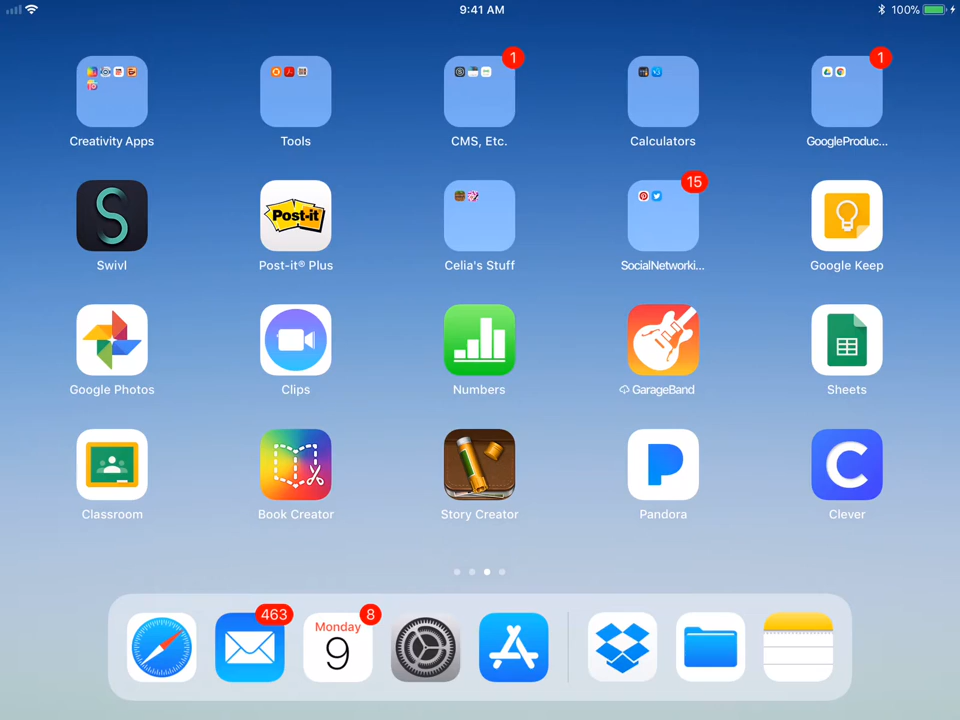 9:41 AM
100%
1
1
Creativity Apps
Tools
CMS, Etc.
Calculators
GoogleProduc...
15
Post-it
Swivl
Post-it® Plus
Celia's Stuff
SocialNetworki...
Google Keep
Google Photos
Clips
Numbers
GarageBand
Sheets
Classroom
Book Creator
Story Creator
Pandora
Clever
463
8
Monday
9